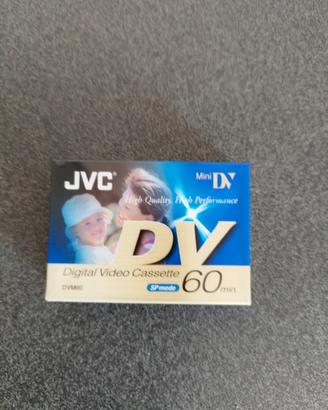 JVC®
Mini DV
High Quality, High Performance
DV
Digital Video Cassette
60 min.
DVM60
SP mode